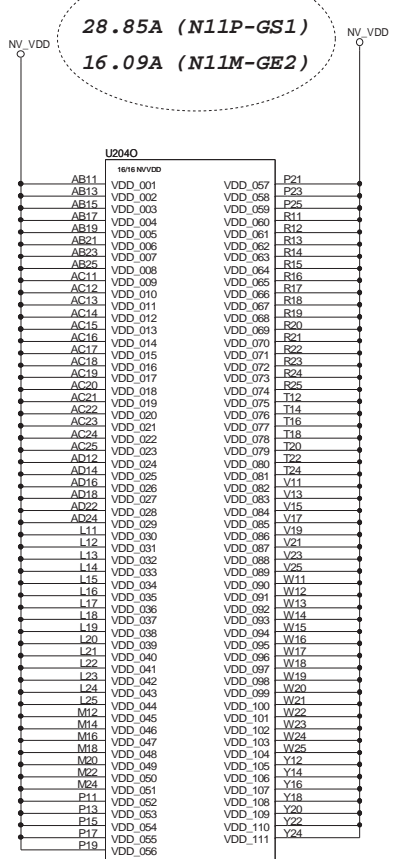 28.85A (N11P-GS1)
16.09A (N11M-GE2)
NV_VDD NV_VDD
U204O
16/16 NVVDD
AB11 VDD_001 VDD_057 P21
AB13 VDD_002 VDD_058 P23
AB15 VDD_003 VDD_059 P25
AB17 VDD_004 VDD_060 R11
AB19 VDD_005 VDD_061 R12
AB21 VDD_006 VDD_062 R13
AB23 VDD_007 VDD_063 R14
AB25 VDD_008 VDD_064 R15
AC11 VDD_009 VDD_065 R16
AC12 VDD_010 VDD_066 R17
AC13 VDD_011 VDD_067 R18
AC14 VDD_012 VDD_068 R19
AC15 VDD_013 VDD_069 R20
AC16 VDD_014 VDD_070 R21
AC17 VDD_015 VDD_071 R22
AC18 VDD_016 VDD_072 R23
AC19 VDD_017 VDD_073 R24
AC20 VDD_018 VDD_074 R25
AC21 VDD_019 VDD_075 T12
AC22 VDD_020 VDD_076 T14
AC23 VDD_021 VDD_077 T16
AC24 VDD_022 VDD_078 T18
AC25 VDD_023 VDD_079 T20
AD12 VDD_024 VDD_080 T22
AD14 VDD_025 VDD_081 T24
AD16 VDD_026 VDD_082 V11
AD18 VDD_027 VDD_083 V13
AD22 VDD_028 VDD_084 V15
AD24 VDD_029 VDD_085 V17
L11 VDD_030 VDD_086 V19
L12 VDD_031 VDD_087 V21
L13 VDD_032 VDD_088 V23
L14 VDD_033 VDD_089 V25
L15 VDD_034 VDD_090 W11
L16 VDD_035 VDD_091 W12
L17 VDD_036 VDD_092 W13
L18 VDD_037 VDD_093 W14
L19 VDD_038 VDD_094 W15
L20 VDD_039 VDD_095 W16
L21 VDD_040 VDD_096 W17
L22 VDD_041 VDD_097 W18
L23 VDD_042 VDD_098 W19
L24 VDD_043 VDD_099 W20
L25 VDD_044 VDD_100 W21
M12 VDD_045 VDD_101 W22
M14 VDD_046 VDD_102 W23
M16 VDD_047 VDD_103 W24
M18 VDD_048 VDD_104 W25
M20 VDD_049 VDD_105 Y12
M22 VDD_050 VDD_106 Y14
M24 VDD_051 VDD_107 Y16
P11 VDD_052 VDD_108 Y18
P13 VDD_053 VDD_109 Y20
P15 VDD_054 VDD_110 Y22
P17 VDD_055 VDD_111 Y24
P19 VDD_056